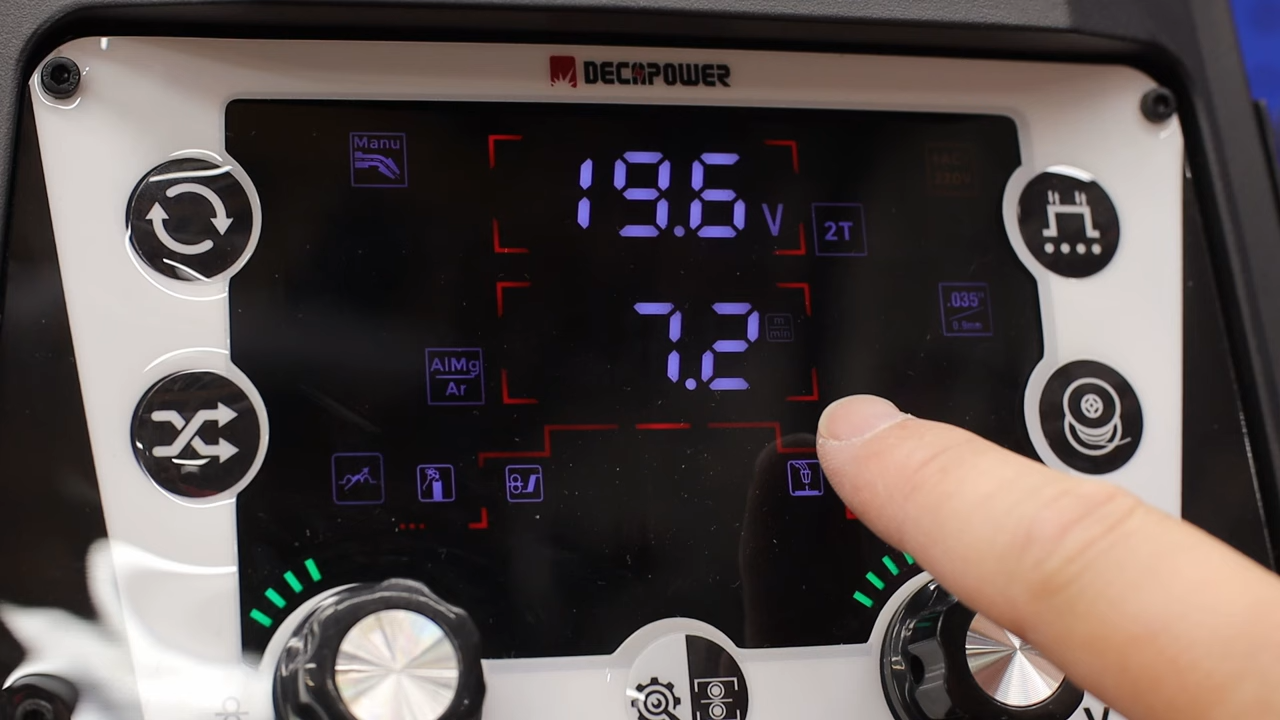 DECAPOWER
Manu
19.6 V
2T
7.2 m/min
.035"
0.9mm
AlMg
Ar
V